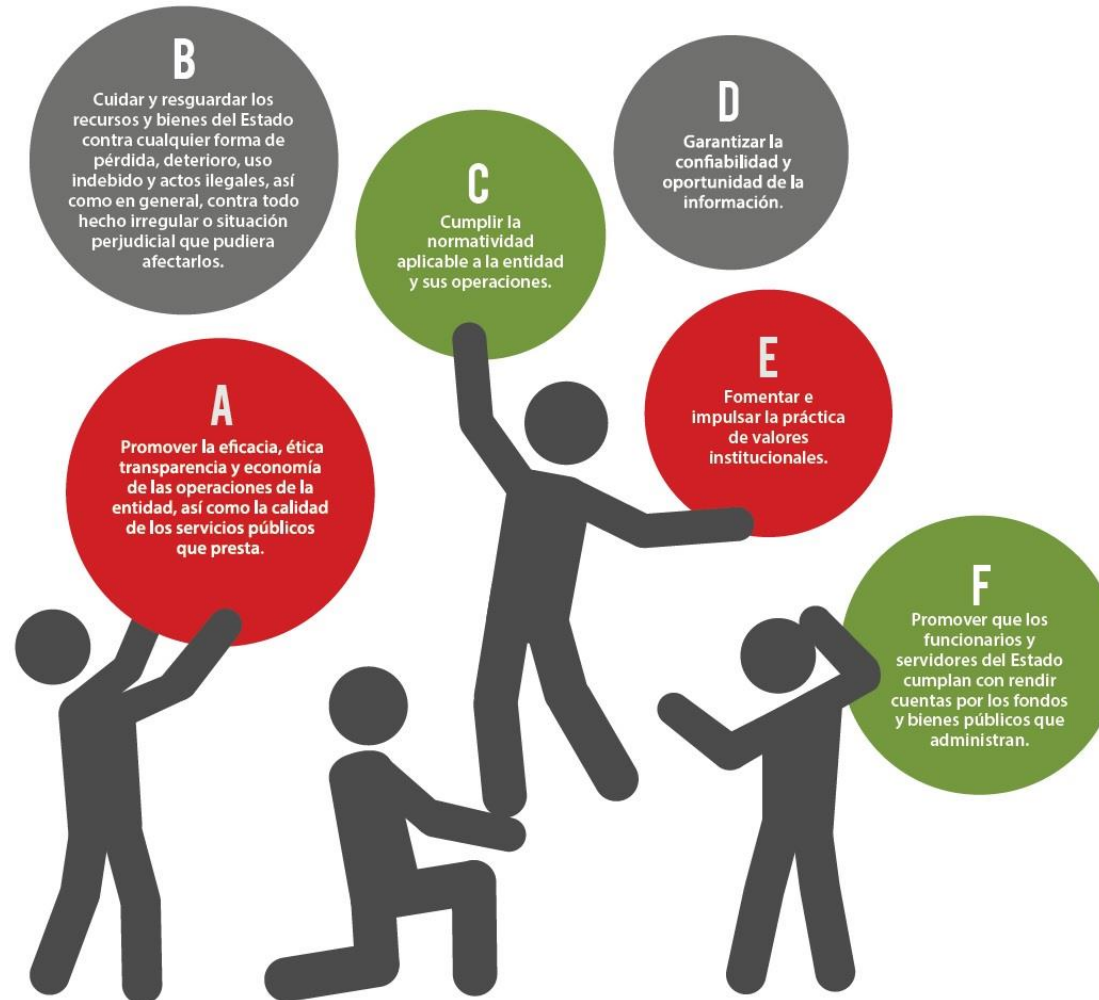 A
Promover la eficacia, ética
transparencia y economía
de las operaciones de la
entidad, así como la calidad
de los servicios públicos
que presta.
B
Cuidar y resguardar los
recursos y bienes del Estado
contra cualquier forma de
pérdida, deterioro, uso
indebido y actos ilegales, así
como en general, contra todo
hecho irregular o situación
perjudicial que pudiera
afectarlos.
C
Cumplir la
normatividad
aplicable a la entidad
y sus operaciones.
D
Garantizar la
confiabilidad y
oportunidad de la
información.
E
Fomentar e
impulsar la práctica
de valores
institucionales.
F
Promover que los
funcionarios y
servidores del Estado
cumplan con rendir
cuentas por los fondos
y bienes públicos que
administran.